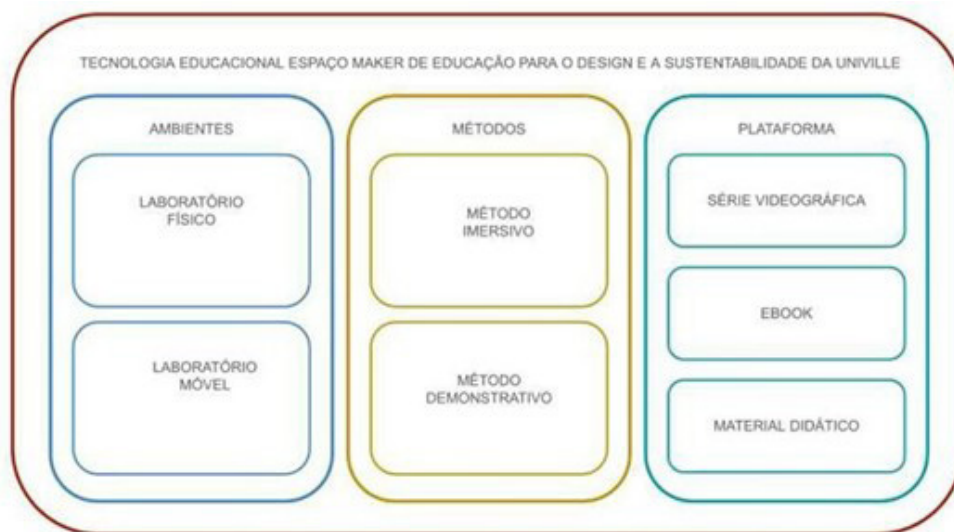 TECNOLOGIA EDUCACIONAL ESPAÇO MAKER DE EDUCAÇÃO PARA O DESIGN E A SUSTENTABILIDADE DA UNIVILLE
AMBIENTES
LABORATÓRIO
FÍSICO
LABORATÓRIO
MÓVEL
MÉTODOS
MÉTODO
IMERSIVO
MÉTODO
DEMONSTRATIVO
PLATAFORMA
SÉRIE VIDEOGRÁFICA
EBOOK
MATERIAL DIDÁTICO